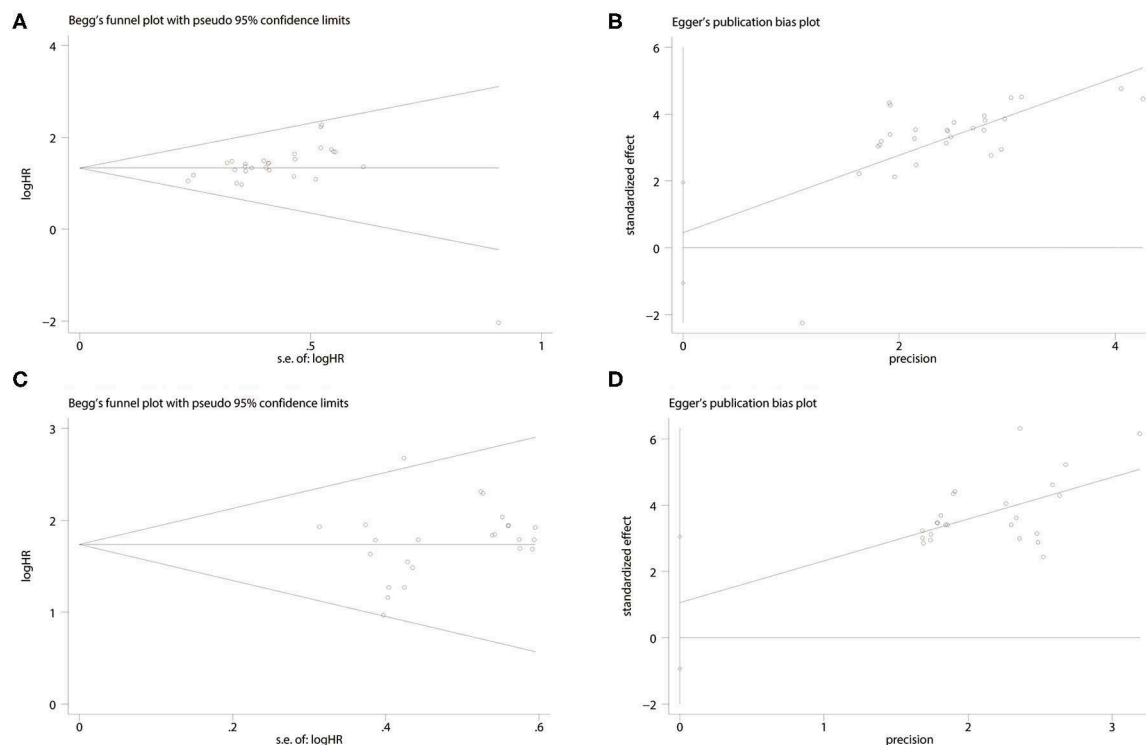 A
Begg's funnel plot with pseudo 95% confidence limits
4
2
0
−2
logHR
0 .5 1
s.e. of: logHR
B
Egger's publication bias plot
6
4
2
0
−2
standardized effect
0 2 4
precision
C
Begg's funnel plot with pseudo 95% confidence limits
3
2
1
0
logHR
0 .2 .4 .6
s.e. of: logHR
D
Egger's publication bias plot
6
4
2
0
−2
standardized effect
0 1 2 3
precision